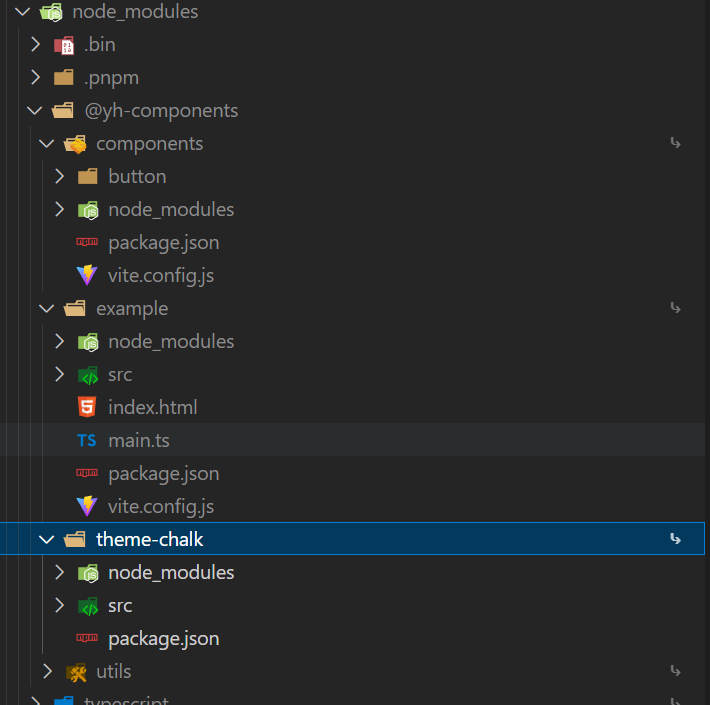 node_modules
.bin
.pnpm
@yh-components
components
button
node_modules
package.json
vite.config.js
example
node_modules
src
index.html
TS main.ts
package.json
vite.config.js
theme-chalk
node_modules
src
package.json
utils
typescript